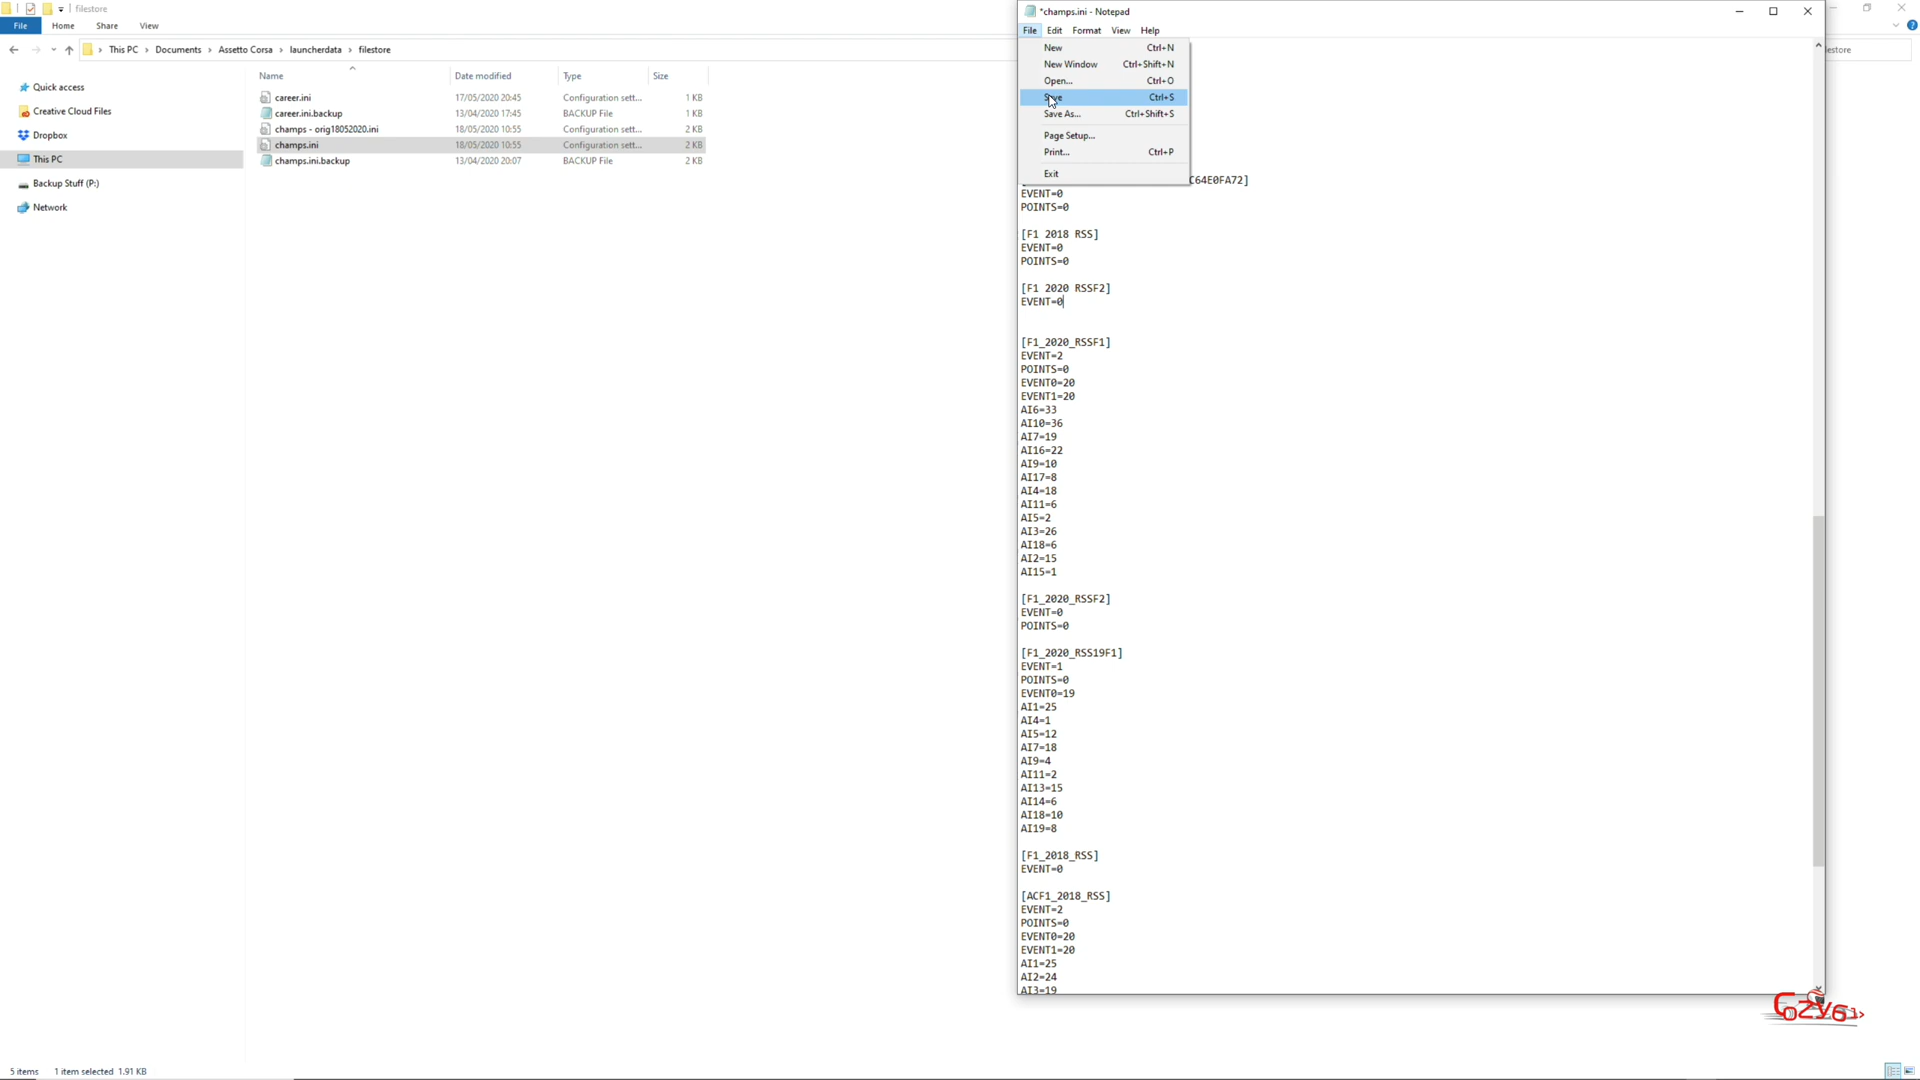 filestore
File Home Share View
This PC > Documents > Assetto Corsa > launcherdata > filestore
Quick access
Creative Cloud Files
Dropbox
This PC
Backup Stuff (P:)
Network
Name Date modified Type Size
career.ini 17/05/2020 20:45 Configuration sett... 1 KB
career.ini.backup 13/04/2020 17:45 BACKUP File 1 KB
champs - orig18052020.ini 18/05/2020 10:55 Configuration sett... 2 KB
champs.ini 18/05/2020 10:55 Configuration sett... 2 KB
champs.ini.backup 13/04/2020 20:07 BACKUP File 2 KB
5 items 1 item selected 1.91 KB
*champs.ini - Notepad
File Edit Format View Help
New Ctrl+N
New Window Ctrl+Shift+N
Open... Ctrl+O
Save Ctrl+S
Save As... Ctrl+Shift+S
Page Setup...
Print... Ctrl+P
Exit
C64E0FA72]
EVENT=0
POINTS=0
[F1 2018 RSS]
EVENT=0
POINTS=0
[F1 2020 RSSF2]
EVENT=0
[F1_2020_RSSF1]
EVENT=2
POINTS=0
EVENT0=20
EVENT1=20
AI6=33
AI10=36
AI7=19
AI16=22
AI9=10
AI17=8
AI4=18
AI11=6
AI5=2
AI3=26
AI18=6
AI2=15
AI15=1
[F1_2020_RSSF2]
EVENT=0
POINTS=0
[F1_2020_RSS19F1]
EVENT=1
POINTS=0
EVENT0=19
AI1=25
AI4=1
AI5=12
AI7=18
AI9=4
AI11=2
AI13=15
AI14=6
AI18=10
AI19=8
[F1_2018_RSS]
EVENT=0
[ACF1_2018_RSS]
EVENT=2
POINTS=0
EVENT0=20
EVENT1=20
AI1=25
AI2=24
AI3=19